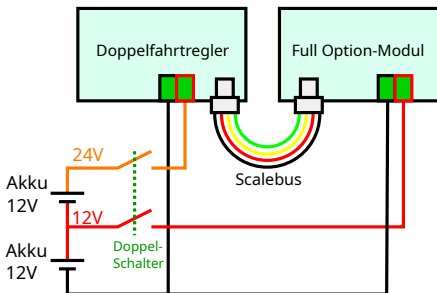 Doppelfahrtregler
Full Option-Modul
24V
Scalebus
Akku
12V
12V
Doppel-
Schalter
Akku
12V